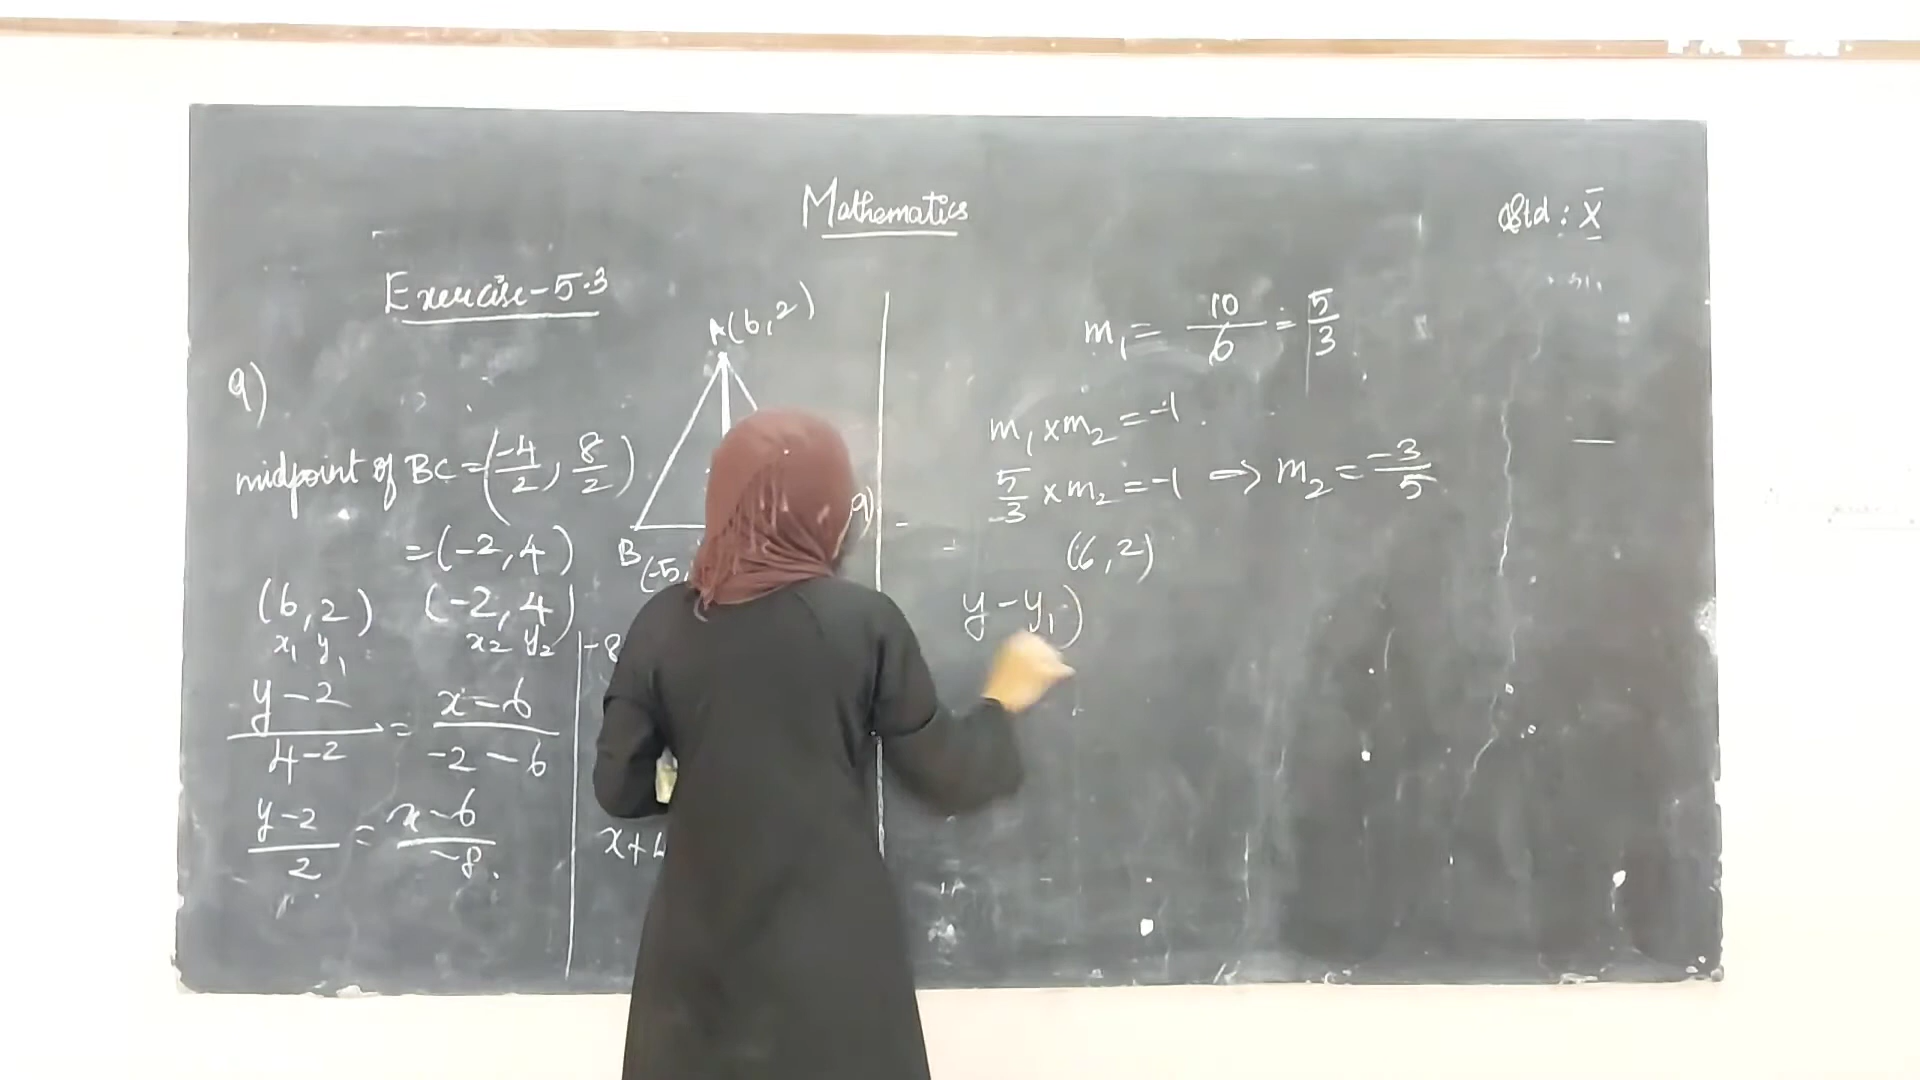 Mathematics
Std : X
Exercise-5.3
A(6,2)
9)
midpoint of BC = (-4/2, 8/2)
= (-2,4)
B
(-5,
9)
(6,2) (-2,4)
x₁ y₁ x₂ y₂
y-2/4-2 = x-6/-2-6
y-2/2 = x-6/-8
-8
x+4
m₁ = 10/6 = 5/3
m₁ x m₂ = -1
5/3 x m₂ = -1 ⇒ m₂ = -3/5
(6,2)
y-y₁)